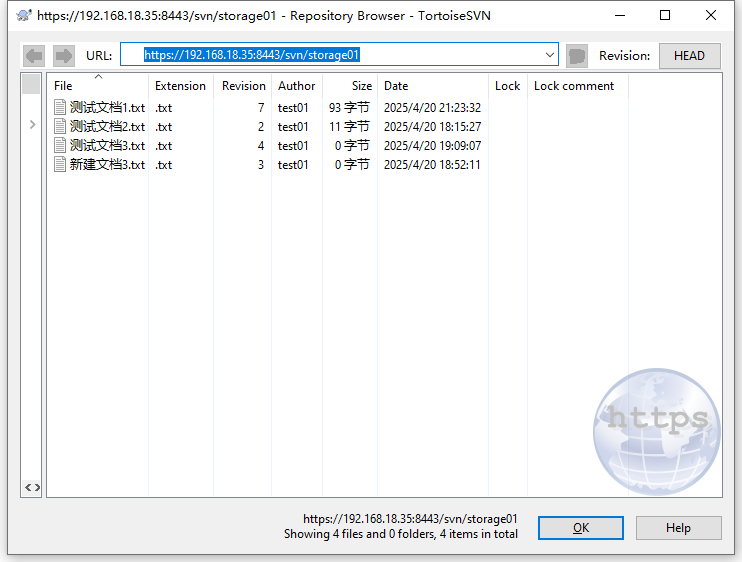 https://192.168.18.35:8443/svn/storage01 - Repository Browser - TortoiseSVN
URL: https://192.168.18.35:8443/svn/storage01 Revision: HEAD
File Extension Revision Author Size Date Lock Lock comment
测试文档1.txt .txt 7 test01 93 字节 2025/4/20 21:23:32
测试文档2.txt .txt 2 test01 11 字节 2025/4/20 18:15:27
测试文档3.txt .txt 4 test01 0 字节 2025/4/20 19:09:07
新建文档3.txt .txt 3 test01 0 字节 2025/4/20 18:52:11
https
https://192.168.18.35:8443/svn/storage01
Showing 4 files and 0 folders, 4 items in total
OK Help